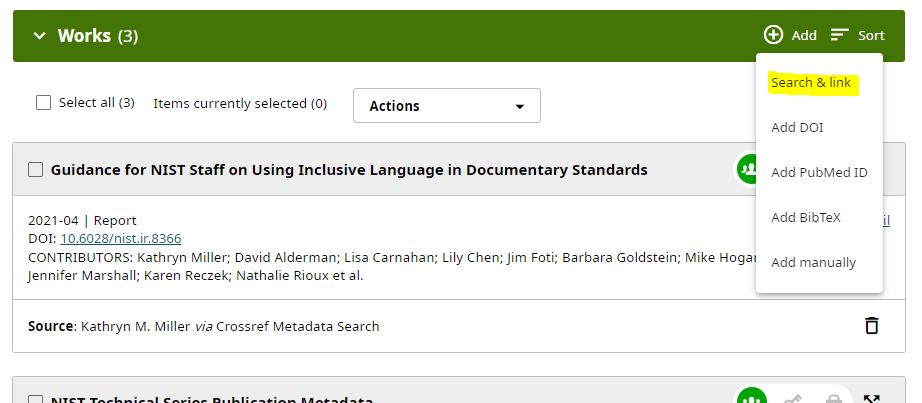 Works (3)
Add
Sort
Search & link
Add DOI
Add PubMed ID
Add BibTeX
Add manually
Select all (3)
Items currently selected (0)
Actions
Guidance for NIST Staff on Using Inclusive Language in Documentary Standards
2021-04 | Report
DOI: 10.6028/nist.ir.8366
CONTRIBUTORS: Kathryn Miller; David Alderman; Lisa Carnahan; Lily Chen; Jim Foti; Barbara Goldstein; Mike Hogan
Jennifer Marshall; Karen Reczek; Nathalie Rioux et al.
Source: Kathryn M. Miller via Crossref Metadata Search
NIST Technical Series Publication Metadata